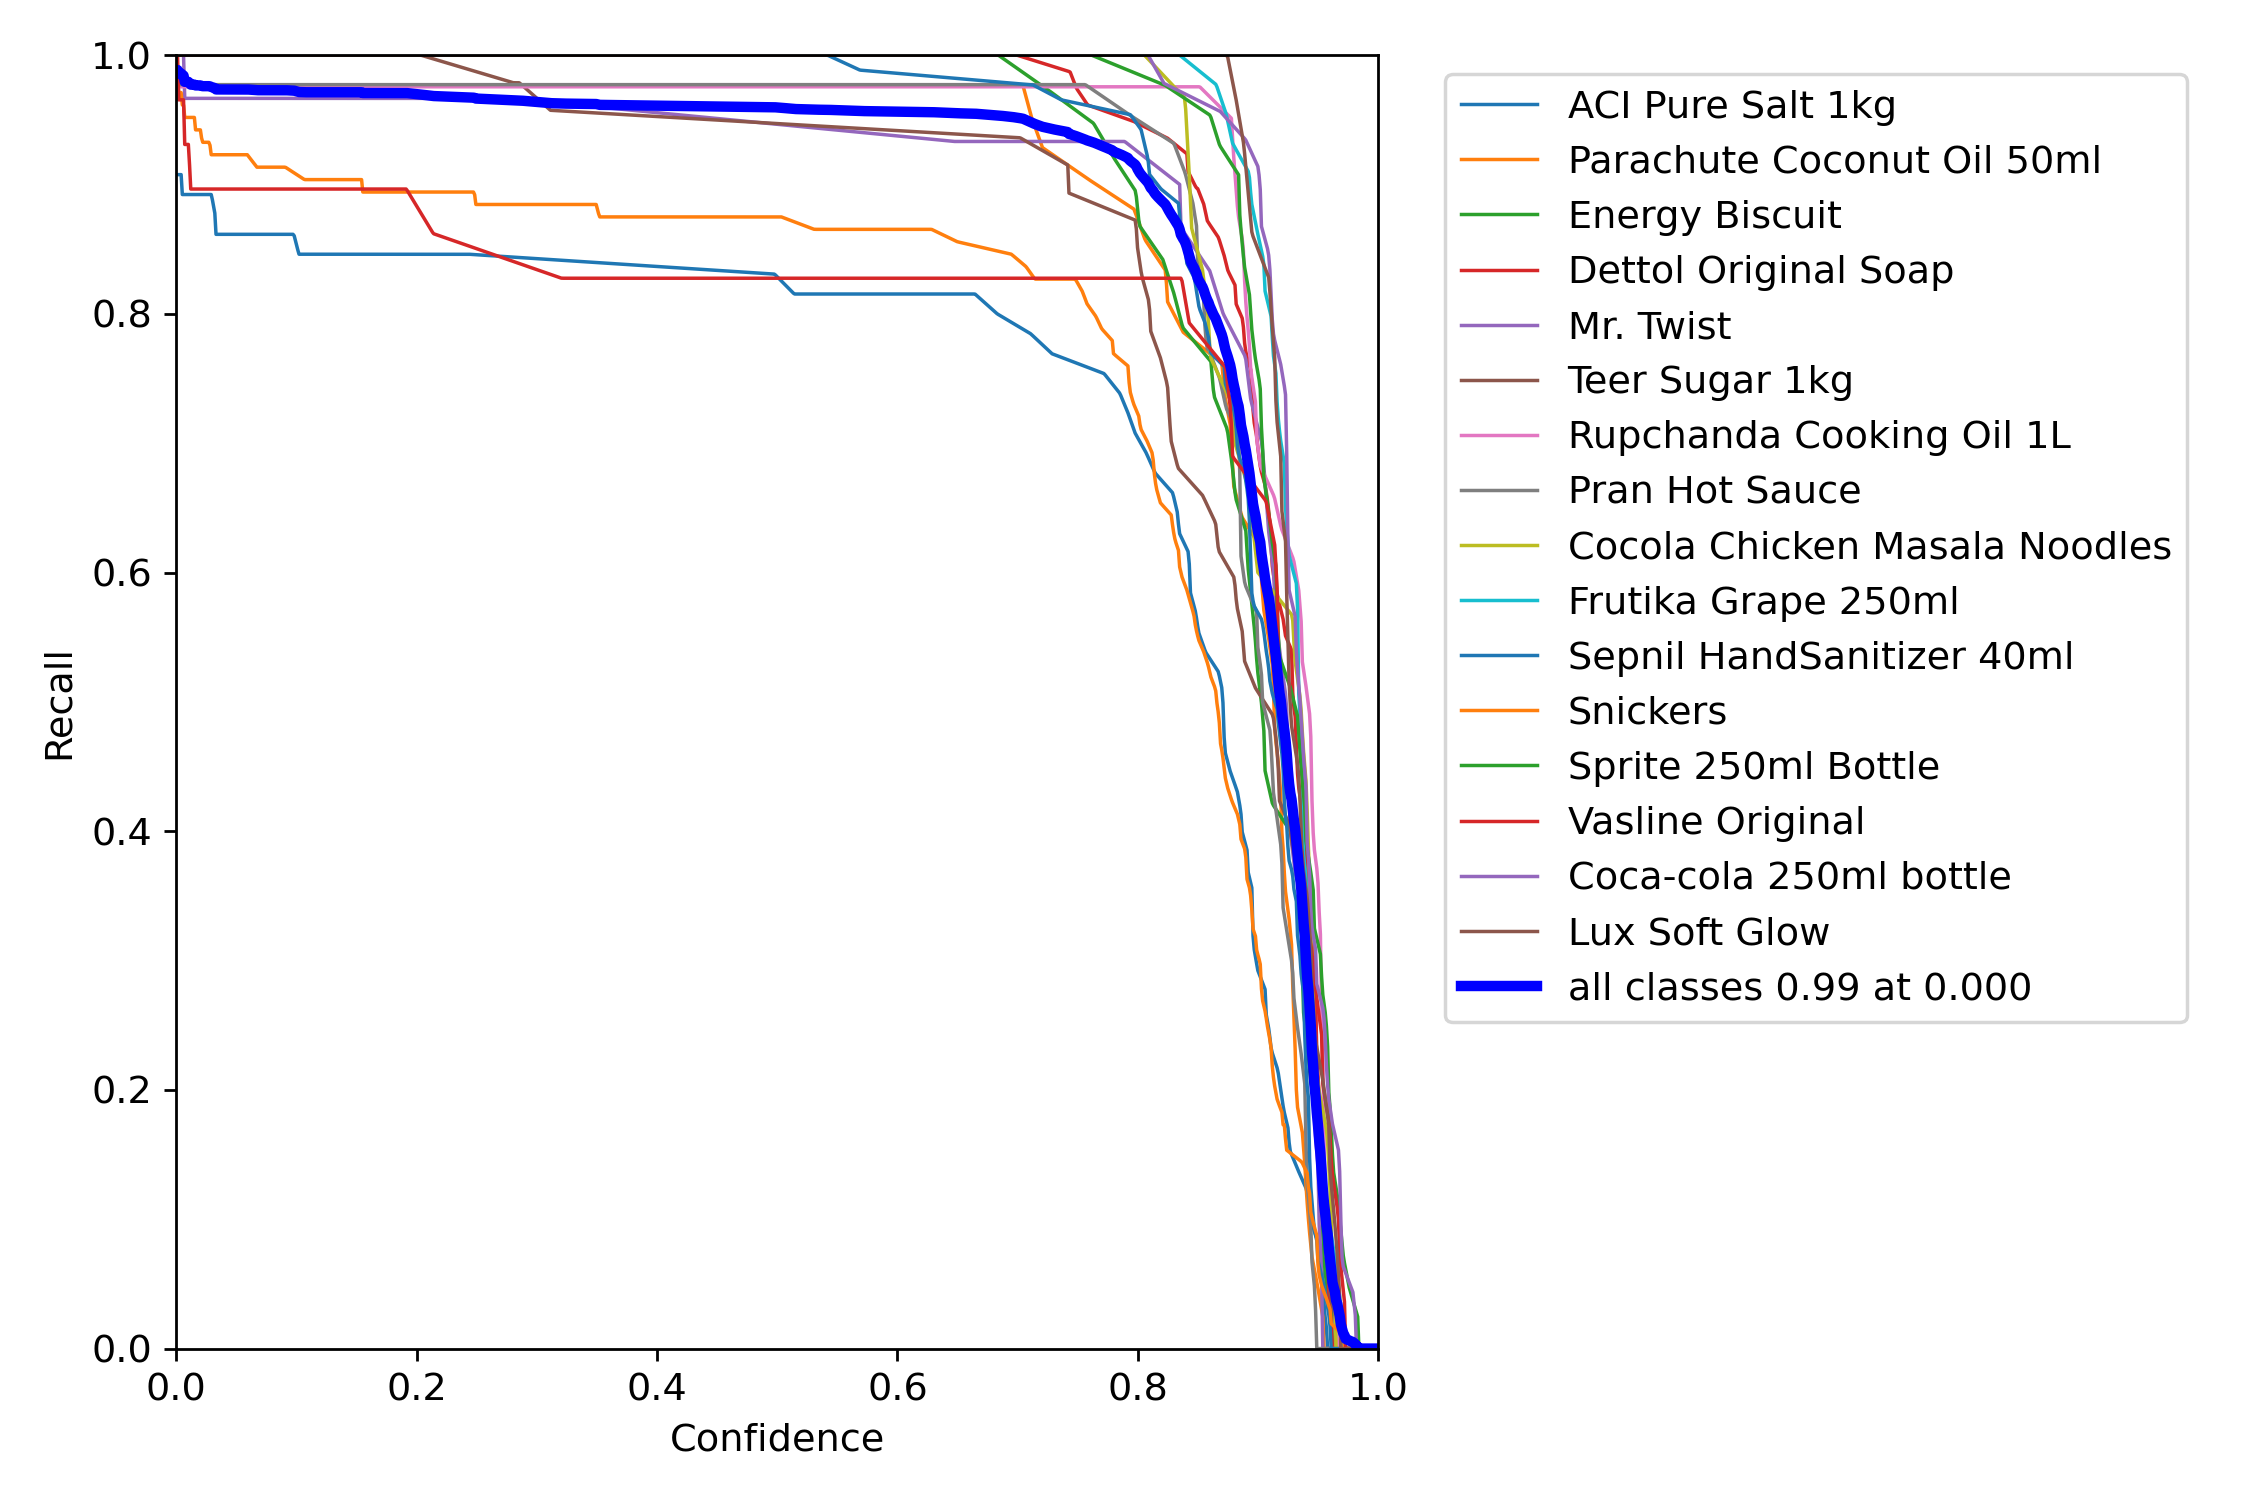 1.0
0.8
0.6
0.4
0.2
0.0
0.0 0.2 0.4 0.6 0.8 1.0
Recall
Confidence
ACI Pure Salt 1kg
Parachute Coconut Oil 50ml
Energy Biscuit
Dettol Original Soap
Mr. Twist
Teer Sugar 1kg
Rupchanda Cooking Oil 1L
Pran Hot Sauce
Cocola Chicken Masala Noodles
Frutika Grape 250ml
Sepnil HandSanitizer 40ml
Snickers
Sprite 250ml Bottle
Vasline Original
Coca-cola 250ml bottle
Lux Soft Glow
all classes 0.99 at 0.000